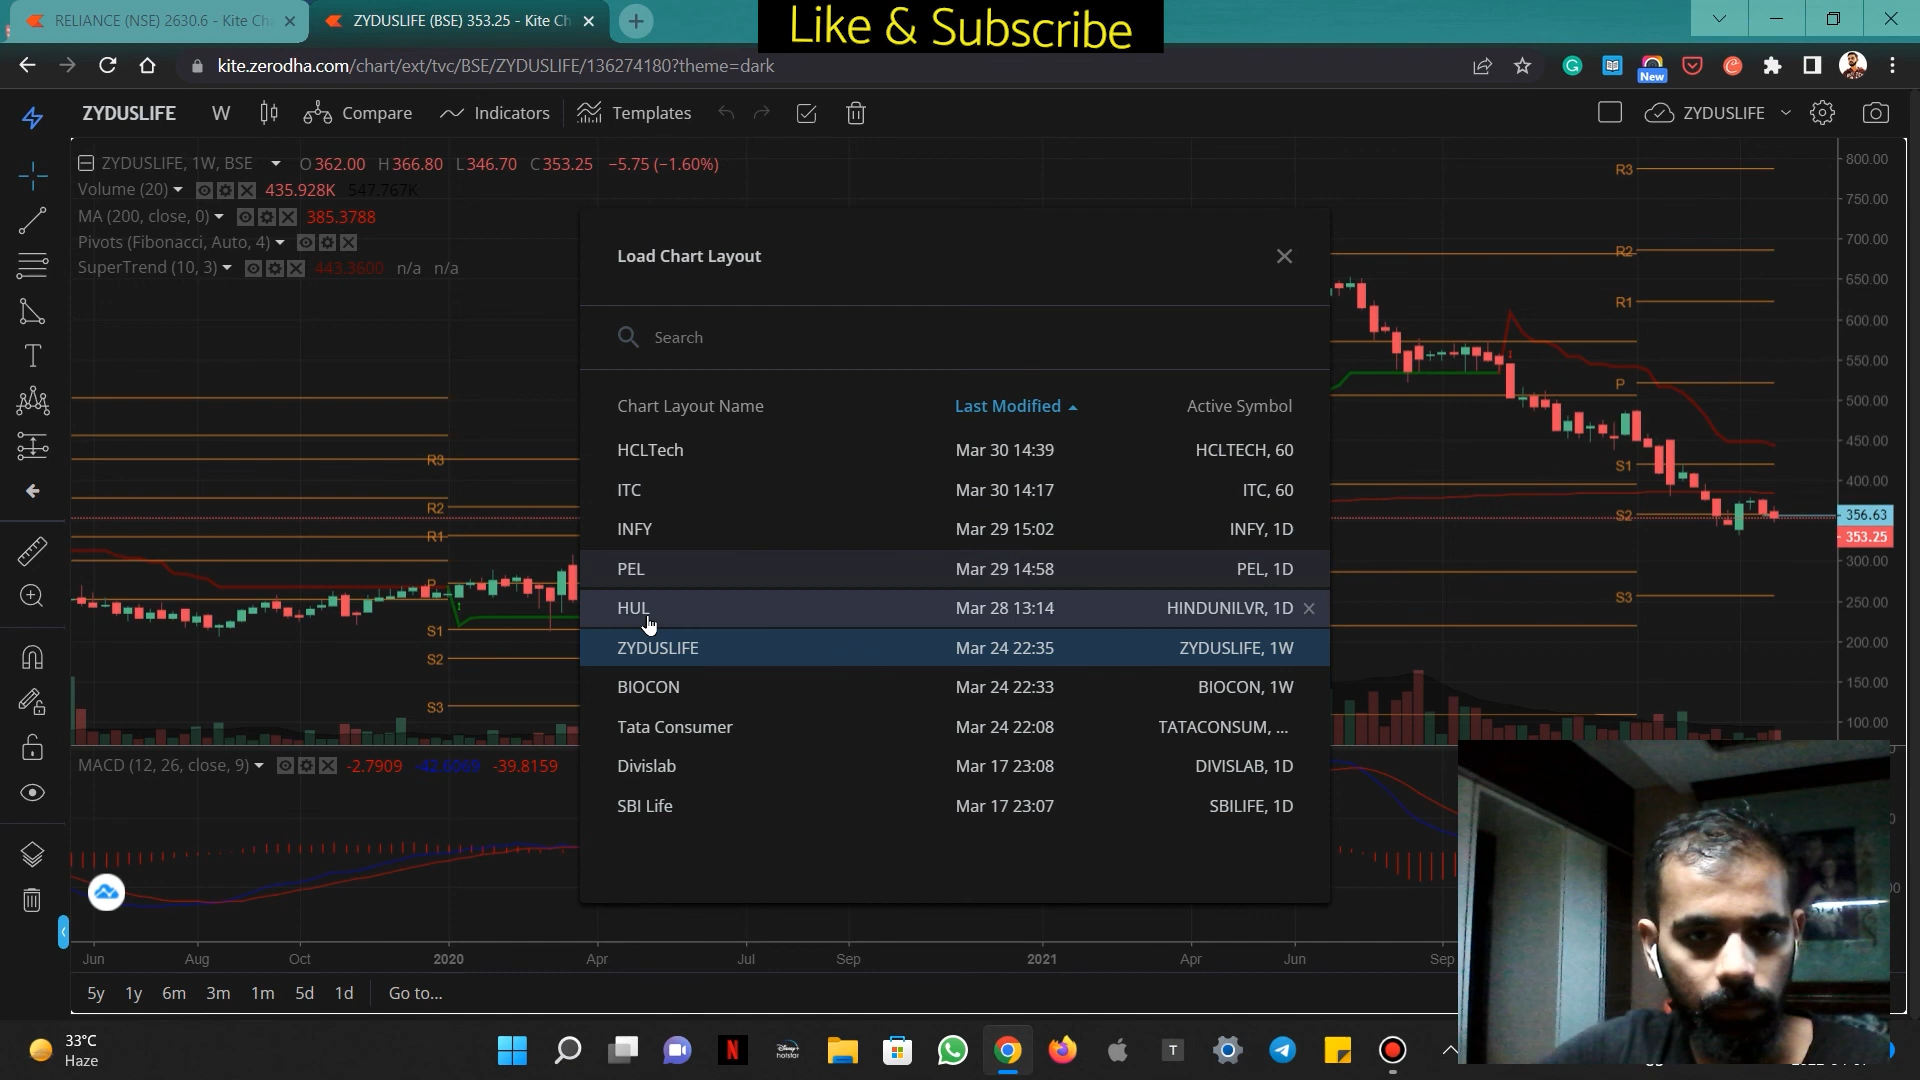 RELIANCE (NSE) 2630.6 - Kite Ch
ZYDUSLIFE (BSE) 353.25 - Kite Ch
Like & Subscribe
kite.zerodha.com/chart/ext/tvc/BSE/ZYDUSLIFE/136274180?theme=dark
New
ZYDUSLIFE W Compare Indicators Templates ZYDUSLIFE
ZYDUSLIFE, 1W, BSE O362.00 H366.80 L346.70 C353.25 −5.75 (−1.60%)
Volume (20) 435.928K 547.767K
MA (200, close, 0) 385.3788
Pivots (Fibonacci, Auto, 4)
SuperTrend (10, 3) 443.3600 n/a n/a
Load Chart Layout
Search
Chart Layout Name Last Modified Active Symbol
HCLTech Mar 30 14:39 HCLTECH, 60
ITC Mar 30 14:17 ITC, 60
INFY Mar 29 15:02 INFY, 1D
PEL Mar 29 14:58 PEL, 1D
HUL Mar 28 13:14 HINDUNILVR, 1D
ZYDUSLIFE Mar 24 22:35 ZYDUSLIFE, 1W
BIOCON Mar 24 22:33 BIOCON, 1W
Tata Consumer Mar 24 22:08 TATACONSUM, ...
Divislab Mar 17 23:08 DIVISLAB, 1D
SBI Life Mar 17 23:07 SBILIFE, 1D
R3
R2
R1
P
S1
S2
S3
R3
R2
R1
P
S1
S2
S3
800.00
750.00
700.00
650.00
600.00
550.00
500.00
450.00
400.00
356.63
353.25
300.00
250.00
200.00
150.00
100.00
MACD (12, 26, close, 9) -2.7909 -42.6069 -39.8159
Jun Aug Oct 2020 Apr Jul Sep 2021 Apr Jun Sep
5y 1y 6m 3m 1m 5d 1d Go to...
33°C
Haze
N
Disney+
hotstar
T